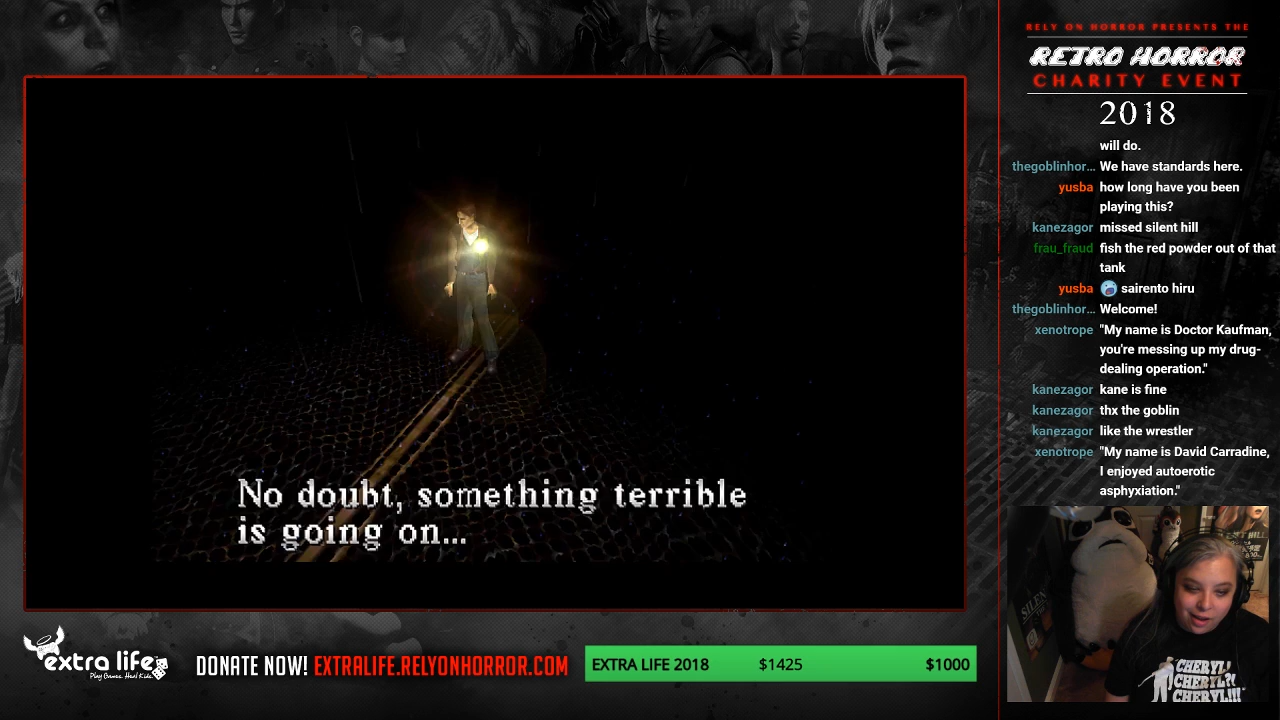 RELY ON HORROR PRESENTS THE
RETRO HORROR
CHARITY EVENT
2018
will do.
thegoblinhor... We have standards here.
yusba how long have you been
playing this?
kanezagor missed silent hill
frau_fraud fish the red powder out of that
tank
yusba sairento hiru
thegoblinhor... Welcome!
xenotrope "My name is Doctor Kaufman,
you're messing up my drug-
dealing operation."
kanezagor kane is fine
kanezagor thx the goblin
kanezagor like the wrestler
xenotrope "My name is David Carradine,
I enjoyed autoerotic
asphyxiation."
No doubt, something terrible
is going on...
extra life
Play Games. Heal Kids.
DONATE NOW! EXTRALIFE.RELYONHORROR.COM
EXTRA LIFE 2018 $1425 $1000
CHERYL!
CHERYL?!
CHERYL!!!